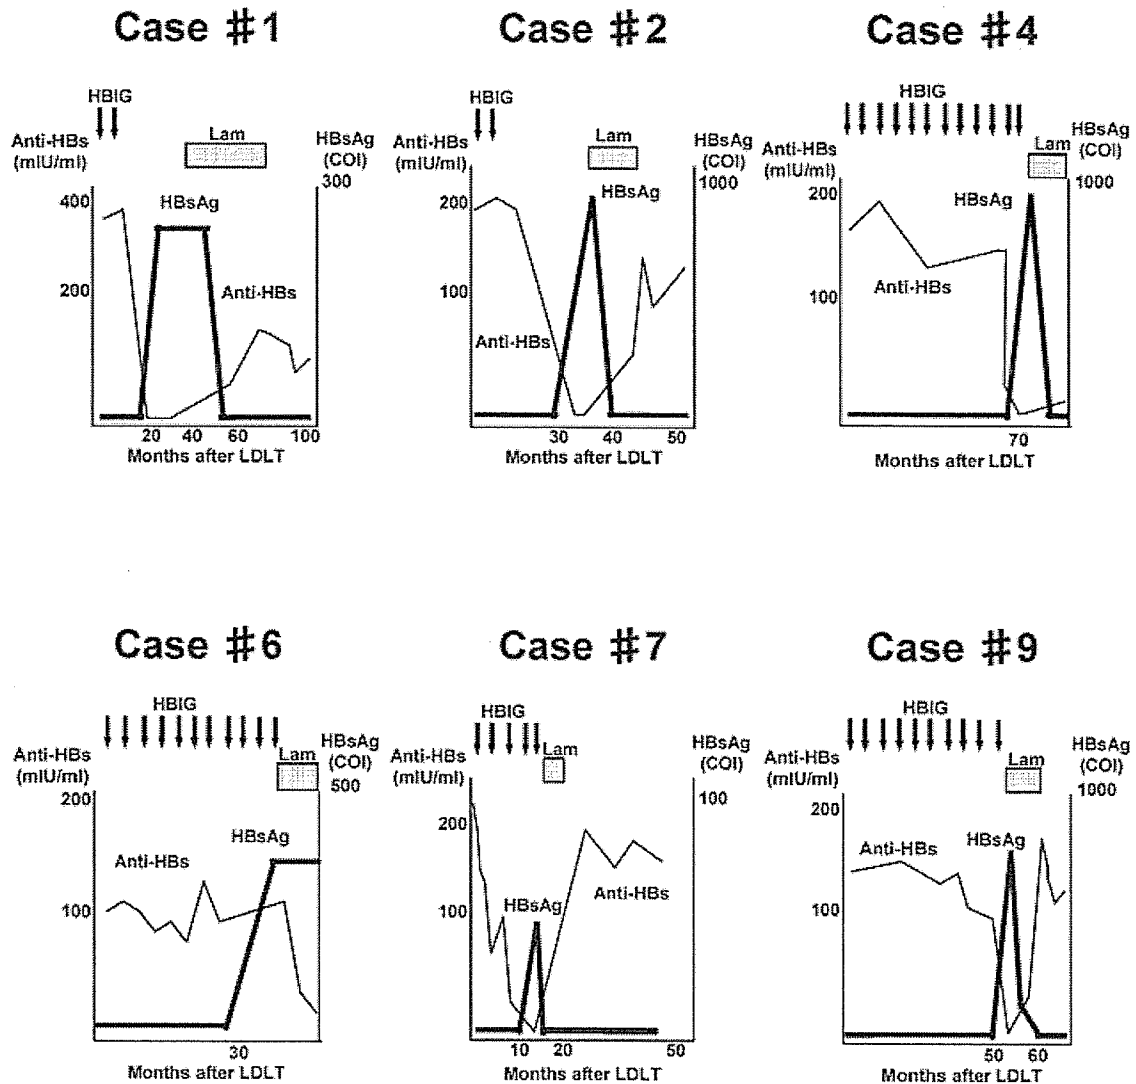 Case #1
HBIG
Lam
Anti-HBs
(mIU/ml)
HBsAg
(COI)
300
400
HBsAg
200
Anti-HBs
20 40 60 100
Months after LDLT
Case #2
HBIG
Lam
Anti-HBs
(mIU/ml)
HBsAg
(COI)
1000
200
HBsAg
100
Anti-HBs
30 40 50
Months after LDLT
Case #4
HBIG
Anti-HBs
(mIU/ml)
Lam
HBsAg
(COI)
1000
200
HBsAg
Anti-HBs
100
70
Months after LDLT
Case #6
HBIG
Anti-HBs
(mIU/ml)
Lam
HBsAg
(COI)
500
200
HBsAg
Anti-HBs
100
30
Months after LDLT
Case #7
HBIG
Anti-HBs
(mIU/ml)
Lam
HBsAg
(COI)
100
200
HBsAg
Anti-HBs
100
10 20 50
Months after LDLT
Case #9
HBIG
Anti-HBs
(mIU/ml)
Lam
HBsAg
(COI)
1000
200
Anti-HBs
HBsAg
100
50 60
Months after LDLT